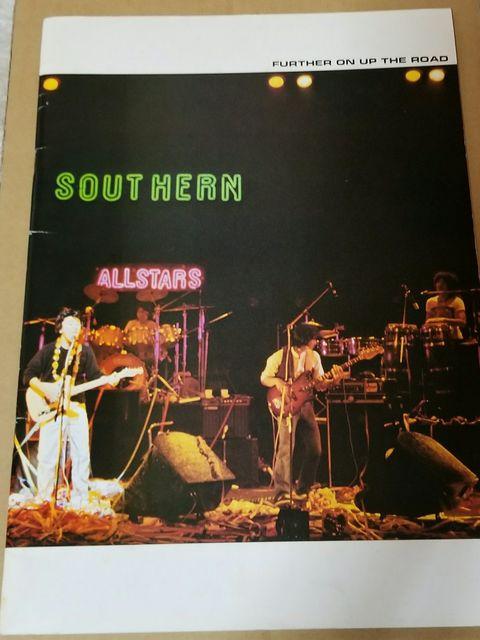 FURTHER ON UP THE ROAD
SOUTHERN
ALLSTARS